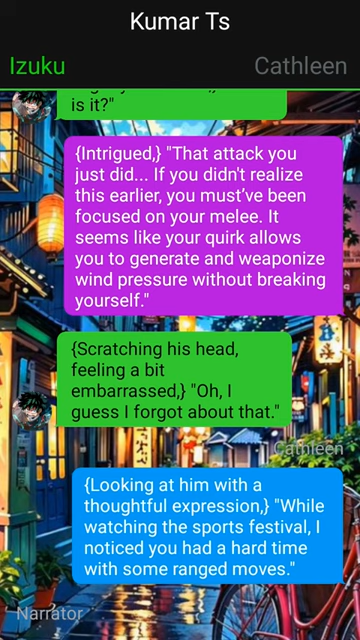 Kumar Ts
Izuku
Cathleen
is it?"
{Intrigued,} "That attack you
just did... If you didn't realize
this earlier, you must've been
focused on your melee. It
seems like your quirk allows
you to generate and weaponize
wind pressure without breaking
yourself."
{Scratching his head,
feeling a bit
embarrassed,} "Oh, I
guess I forgot about that."
Cathleen
{Looking at him with a
thoughtful expression,} "While
watching the sports festival, I
noticed you had a hard time
with some ranged moves."
Narrator